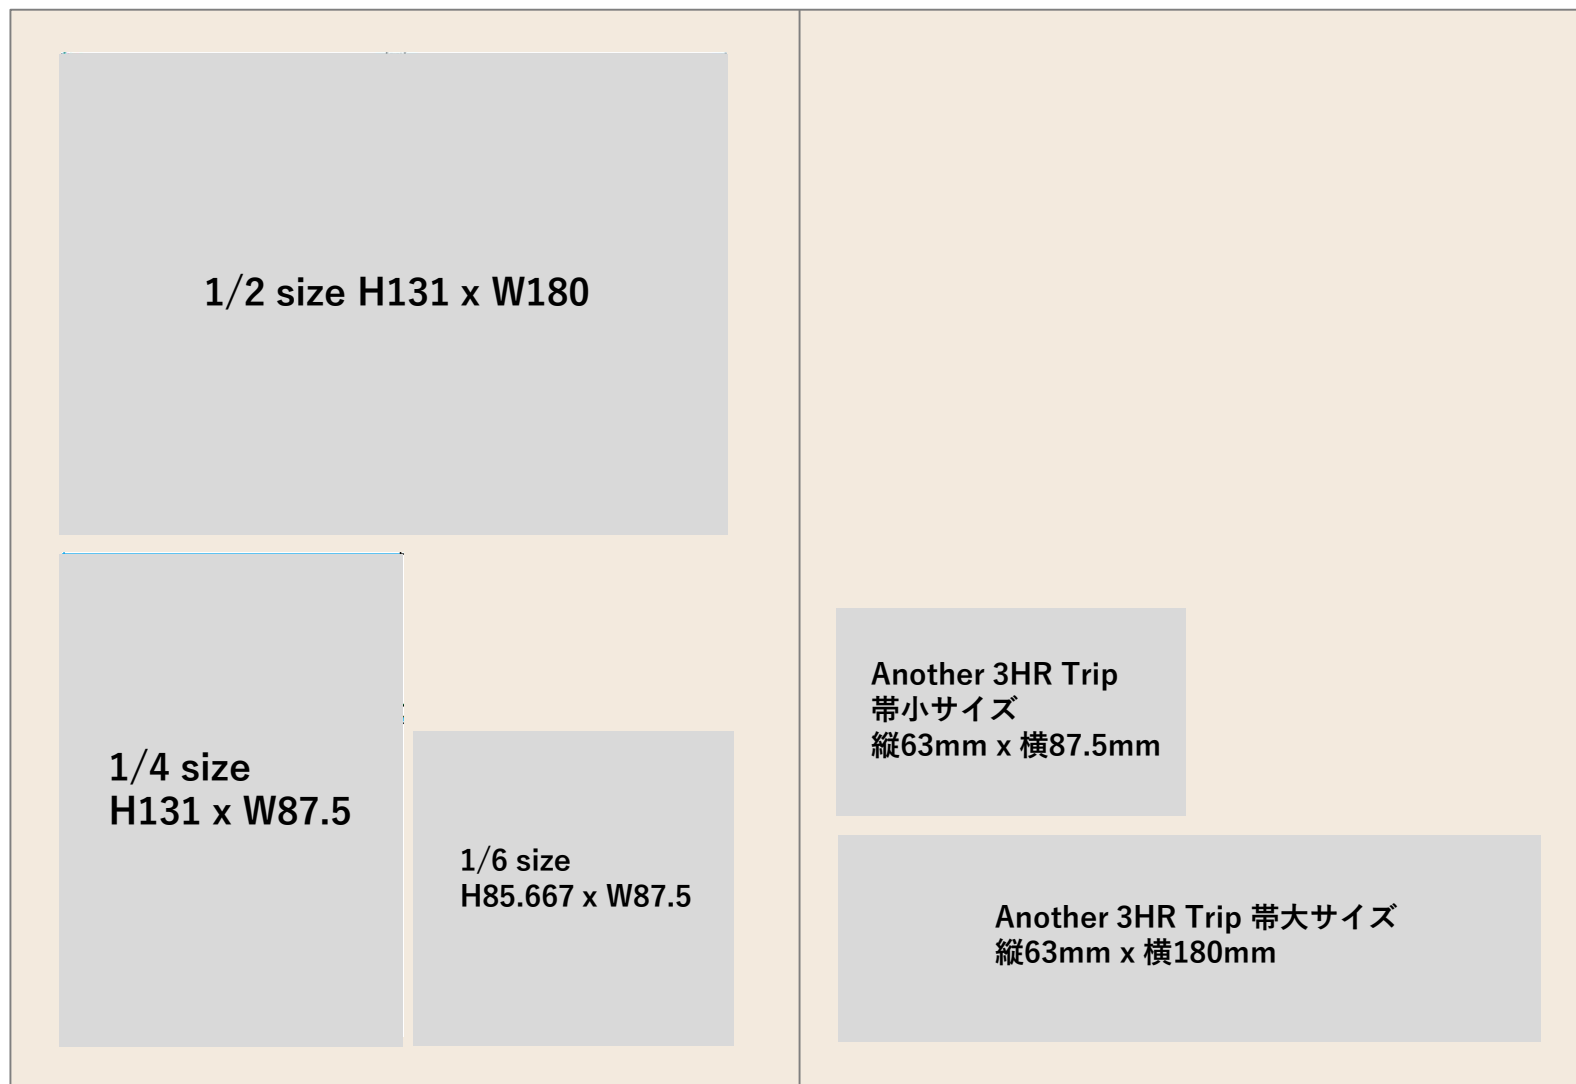 1/2 size H131 x W180
1/4 size
H131 x W87.5
1/6 size
H85.667 x W87.5
Another 3HR Trip
帯小サイズ
縦63mm x 横87.5mm
Another 3HR Trip 帯大サイズ
縦63mm x 横180mm